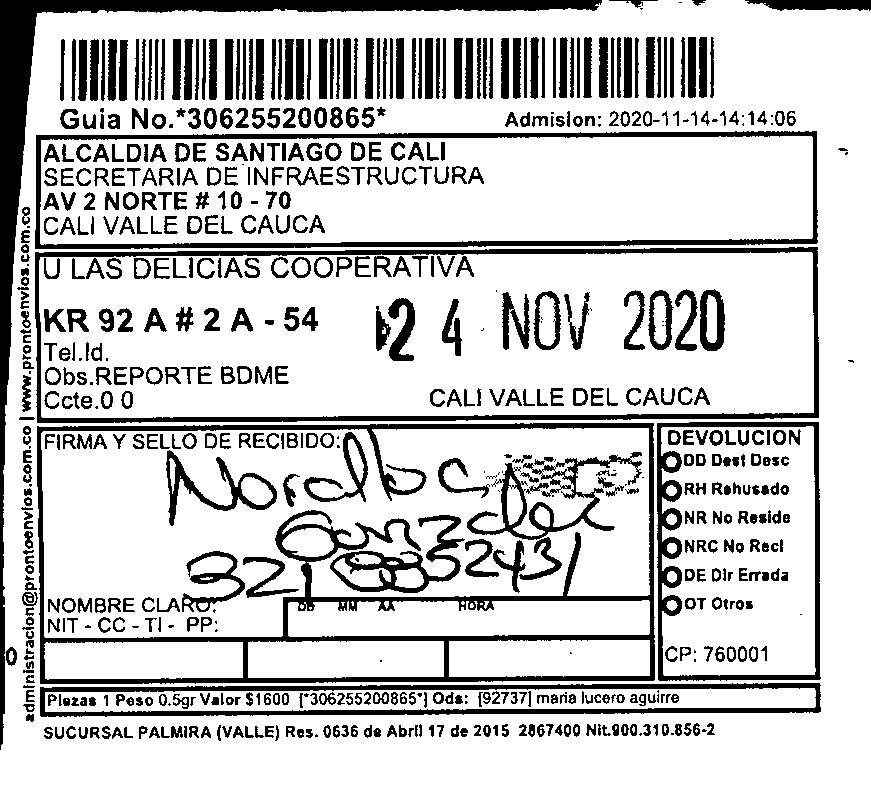 Guia No.*306255200865*
Admision: 2020-11-14-14:14:06
ALCALDIA DE SANTIAGO DE CALI
SECRETARIA DE INFRAESTRUCTURA
AV 2 NORTE # 10 - 70
CALI VALLE DEL CAUCA
U LAS DELICIAS COOPERATIVA
KR 92 A # 2 A - 54
24 NOV 2020
Tel.Id.
Obs.REPORTE BDME
Ccte.0 0
CALI VALLE DEL CAUCA
FIRMA Y SELLO DE RECIBIDO:
Gonzalez
3218852431
NOMBRE CLARO:
NIT - CC - TI - PP:
DD MM AA HORA
DEVOLUCION
DD Dest Desc
RH Rehusado
NR No Reside
NRC No Recl
DE Dir Errada
OT Otros
CP: 760001
Piezas 1 Peso 0.5gr Valor $1600 [*306255200865*] Ods: [92737] maria lucero aguirre
SUCURSAL PALMIRA (VALLE) Res. 0636 de Abril 17 de 2015 2867400 Nit.900.310.856-2
administracion@prontoenvios.com.co | www.prontoenvios.com.co